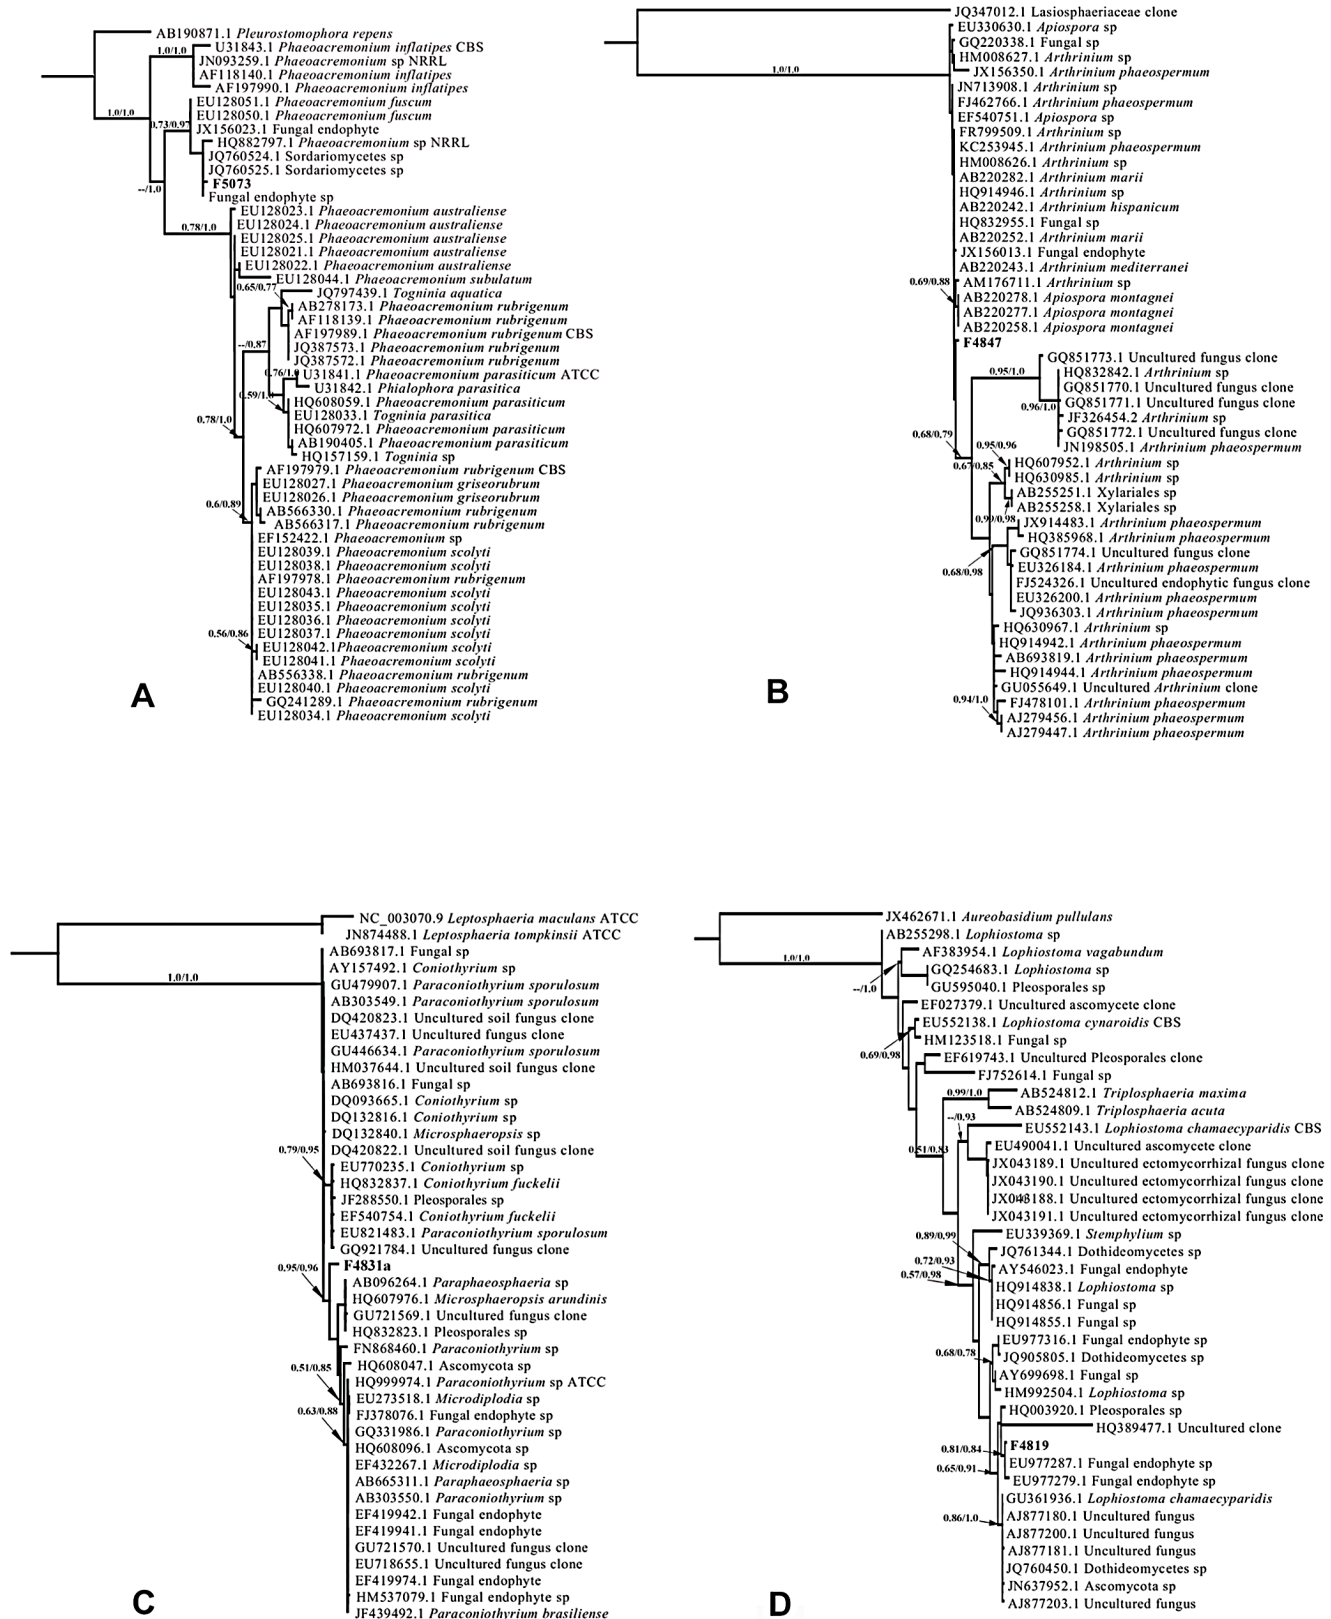 AB190871.1 Pleurostomophora repens
1.0/1.0
U31843.1 Phaeoacremonium inflatipes CBS
JN093259.1 Phaeoacremonium sp NRRL
AF118140.1 Phaeoacremonium inflatipes
AF197990.1 Phaeoacremonium inflatipes
EU128051.1 Phaeoacremonium fuscum
1.0/1.0
EU128050.1 Phaeoacremonium fuscum
0.73/0.97
JX156023.1 Fungal endophyte
HQ882797.1 Phaeoacremonium sp NRRL
JQ760524.1 Sordariomycetes sp
JQ760525.1 Sordariomycetes sp
--/1.0
F5073
Fungal endophyte sp
EU128023.1 Phaeoacremonium australiense
0.78/1.0
EU128024.1 Phaeoacremonium australiense
EU128025.1 Phaeoacremonium australiense
EU128021.1 Phaeoacremonium australiense
EU128022.1 Phaeoacremonium australiense
EU128044.1 Phaeoacremonium subulatum
0.65/0.77
JQ797439.1 Togninia aquatica
AB278173.1 Phaeoacremonium rubrigenum
AF118139.1 Phaeoacremonium rubrigenum
AF197989.1 Phaeoacremonium rubrigenum CBS
--/0.87
JQ387573.1 Phaeoacremonium rubrigenum
JQ387572.1 Phaeoacremonium rubrigenum
0.76/1.0
U31841.1 Phaeoacremonium parasiticum ATCC
U31842.1 Phialophora parasitica
0.59/1.0
HQ608059.1 Phaeoacremonium parasiticum
EU128033.1 Togninia parasitica
0.78/1.0
HQ607972.1 Phaeoacremonium parasiticum
AB190405.1 Phaeoacremonium parasiticum
HQ157159.1 Togninia sp
AF197979.1 Phaeoacremonium rubrigenum CBS
EU128027.1 Phaeoacremonium griseorubrum
EU128026.1 Phaeoacremonium griseorubrum
0.6/0.89
AB566330.1 Phaeoacremonium rubrigenum
AB566317.1 Phaeoacremonium rubrigenum
EF152422.1 Phaeoacremonium sp
EU128039.1 Phaeoacremonium scolyti
EU128038.1 Phaeoacremonium scolyti
AF197978.1 Phaeoacremonium rubrigenum
EU128043.1 Phaeoacremonium scolyti
EU128035.1 Phaeoacremonium scolyti
EU128036.1 Phaeoacremonium scolyti
EU128037.1 Phaeoacremonium scolyti
0.56/0.86
EU128042.1 Phaeoacremonium scolyti
EU128041.1 Phaeoacremonium scolyti
AB556338.1 Phaeoacremonium rubrigenum
EU128040.1 Phaeoacremonium scolyti
GQ241289.1 Phaeoacremonium rubrigenum
EU128034.1 Phaeoacremonium scolyti
A
JQ347012.1 Lasiosphaeriaceae clone
EU330630.1 Apiospora sp
GQ220338.1 Fungal sp
HM008627.1 Arthrinium sp
1.0/1.0
JX156350.1 Arthrinium phaeospermum
JN713908.1 Arthrinium sp
FJ462766.1 Arthrinium phaeospermum
EF540751.1 Apiospora sp
FR799509.1 Arthrinium sp
KC253945.1 Arthrinium phaeospermum
HM008626.1 Arthrinium sp
AB220282.1 Arthrinium marii
HQ914946.1 Arthrinium sp
AB220242.1 Arthrinium hispanicum
HQ832955.1 Fungal sp
AB220252.1 Arthrinium marii
JX156013.1 Fungal endophyte
AB220243.1 Arthrinium mediterranei
0.69/0.88
AM176711.1 Arthrinium sp
AB220278.1 Apiospora montagnei
AB220277.1 Apiospora montagnei
AB220258.1 Apiospora montagnei
F4847
GQ851773.1 Uncultured fungus clone
0.95/1.0
HQ832842.1 Arthrinium sp
GQ851770.1 Uncultured fungus clone
GQ851771.1 Uncultured fungus clone
0.96/1.0
JF326454.2 Arthrinium sp
GQ851772.1 Uncultured fungus clone
0.68/0.79
JN198505.1 Arthrinium phaeospermum
0.95/0.96
HQ607952.1 Arthrinium sp
0.67/0.85
HQ630985.1 Arthrinium sp
AB255251.1 Xylariales sp
AB255258.1 Xylariales sp
0.99/0.98
JX914483.1 Arthrinium phaeospermum
HQ385968.1 Arthrinium phaeospermum
GQ851774.1 Uncultured fungus clone
0.68/0.98
EU326184.1 Arthrinium phaeospermum
FJ524326.1 Uncultured endophytic fungus clone
EU326200.1 Arthrinium phaeospermum
JQ936303.1 Arthrinium phaeospermum
HQ630967.1 Arthrinium sp
HQ914942.1 Arthrinium phaeospermum
AB693819.1 Arthrinium phaeospermum
HQ914944.1 Arthrinium phaeospermum
GU055649.1 Uncultured Arthrinium clone
0.94/1.0
FJ478101.1 Arthrinium phaeospermum
AJ279456.1 Arthrinium phaeospermum
AJ279447.1 Arthrinium phaeospermum
B
NC_003070.9 Leptosphaeria maculans ATCC
JN874488.1 Leptosphaeria tompkinsii ATCC
AB693817.1 Fungal sp
AY157492.1 Coniothyrium sp
1.0/1.0
GU479907.1 Paraconiothyrium sporulosum
AB303549.1 Paraconiothyrium sporulosum
DQ420823.1 Uncultured soil fungus clone
EU437437.1 Uncultured fungus clone
GU446634.1 Paraconiothyrium sporulosum
HM037644.1 Uncultured soil fungus clone
AB693816.1 Fungal sp
DQ093665.1 Coniothyrium sp
DQ132816.1 Coniothyrium sp
DQ132840.1 Microsphaeropsis sp
0.79/0.95
DQ420822.1 Uncultured soil fungus clone
EU770235.1 Coniothyrium sp
HQ832837.1 Coniothyrium fuckelii
JF288550.1 Pleosporales sp
EF540754.1 Coniothyrium fuckelii
EU821483.1 Paraconiothyrium sporulosum
GQ921784.1 Uncultured fungus clone
0.95/0.96
F4831a
AB096264.1 Paraphaeosphaeria sp
HQ607976.1 Microsphaeropsis arundinis
GU721569.1 Uncultured fungus clone
HQ832823.1 Pleosporales sp
FN868460.1 Paraconiothyrium sp
0.51/0.85
HQ608047.1 Ascomycota sp
HQ999974.1 Paraconiothyrium sp ATCC
EU273518.1 Microdiplodia sp
0.63/0.88
FJ378076.1 Fungal endophyte sp
GQ331986.1 Paraconiothyrium sp
HQ608096.1 Ascomycota sp
EF432267.1 Microdiplodia sp
AB665311.1 Paraphaeosphaeria sp
AB303550.1 Paraconiothyrium sp
EF419942.1 Fungal endophyte
EF419941.1 Fungal endophyte
GU721570.1 Uncultured fungus clone
EU718655.1 Uncultured fungus clone
EF419974.1 Fungal endophyte
HM537079.1 Fungal endophyte sp
JF439492.1 Paraconiothyrium brasiliense
C
JX462671.1 Aureobasidium pullulans
AB255298.1 Lophiostoma sp
1.0/1.0
AF383954.1 Lophiostoma vagabundum
GQ254683.1 Lophiostoma sp
--/1.0
GU595040.1 Pleosporales sp
EF027379.1 Uncultured ascomycete clone
EU552138.1 Lophiostoma cynaroidis CBS
HM123518.1 Fungal sp
0.69/0.98
EF619743.1 Uncultured Pleosporales clone
FJ752614.1 Fungal sp
0.99/1.0
AB524812.1 Triplosphaeria maxima
AB524809.1 Triplosphaeria acuta
--/0.93
EU552143.1 Lophiostoma chamaecyparidis CBS
0.51/0.83
EU490041.1 Uncultured ascomycete clone
JX043189.1 Uncultured ectomycorrhizal fungus clone
JX043190.1 Uncultured ectomycorrhizal fungus clone
JX043188.1 Uncultured ectomycorrhizal fungus clone
JX043191.1 Uncultured ectomycorrhizal fungus clone
0.89/0.99
EU339369.1 Stemphylium sp
JQ761344.1 Dothideomycetes sp
0.72/0.93
AY546023.1 Fungal endophyte
0.57/0.98
HQ914838.1 Lophiostoma sp
HQ914856.1 Fungal sp
HQ914855.1 Fungal sp
EU977316.1 Fungal endophyte sp
0.68/0.78
JQ905805.1 Dothideomycetes sp
AY699698.1 Fungal sp
HM992504.1 Lophiostoma sp
HQ003920.1 Pleosporales sp
HQ389477.1 Uncultured clone
0.81/0.84
F4819
0.65/0.91
EU977287.1 Fungal endophyte sp
EU977279.1 Fungal endophyte sp
GU361936.1 Lophiostoma chamaecyparidis
0.86/1.0
AJ877180.1 Uncultured fungus
AJ877200.1 Uncultured fungus
AJ877181.1 Uncultured fungus
JQ760450.1 Dothideomycetes sp
JN637952.1 Ascomycota sp
AJ877203.1 Uncultured fungus
D